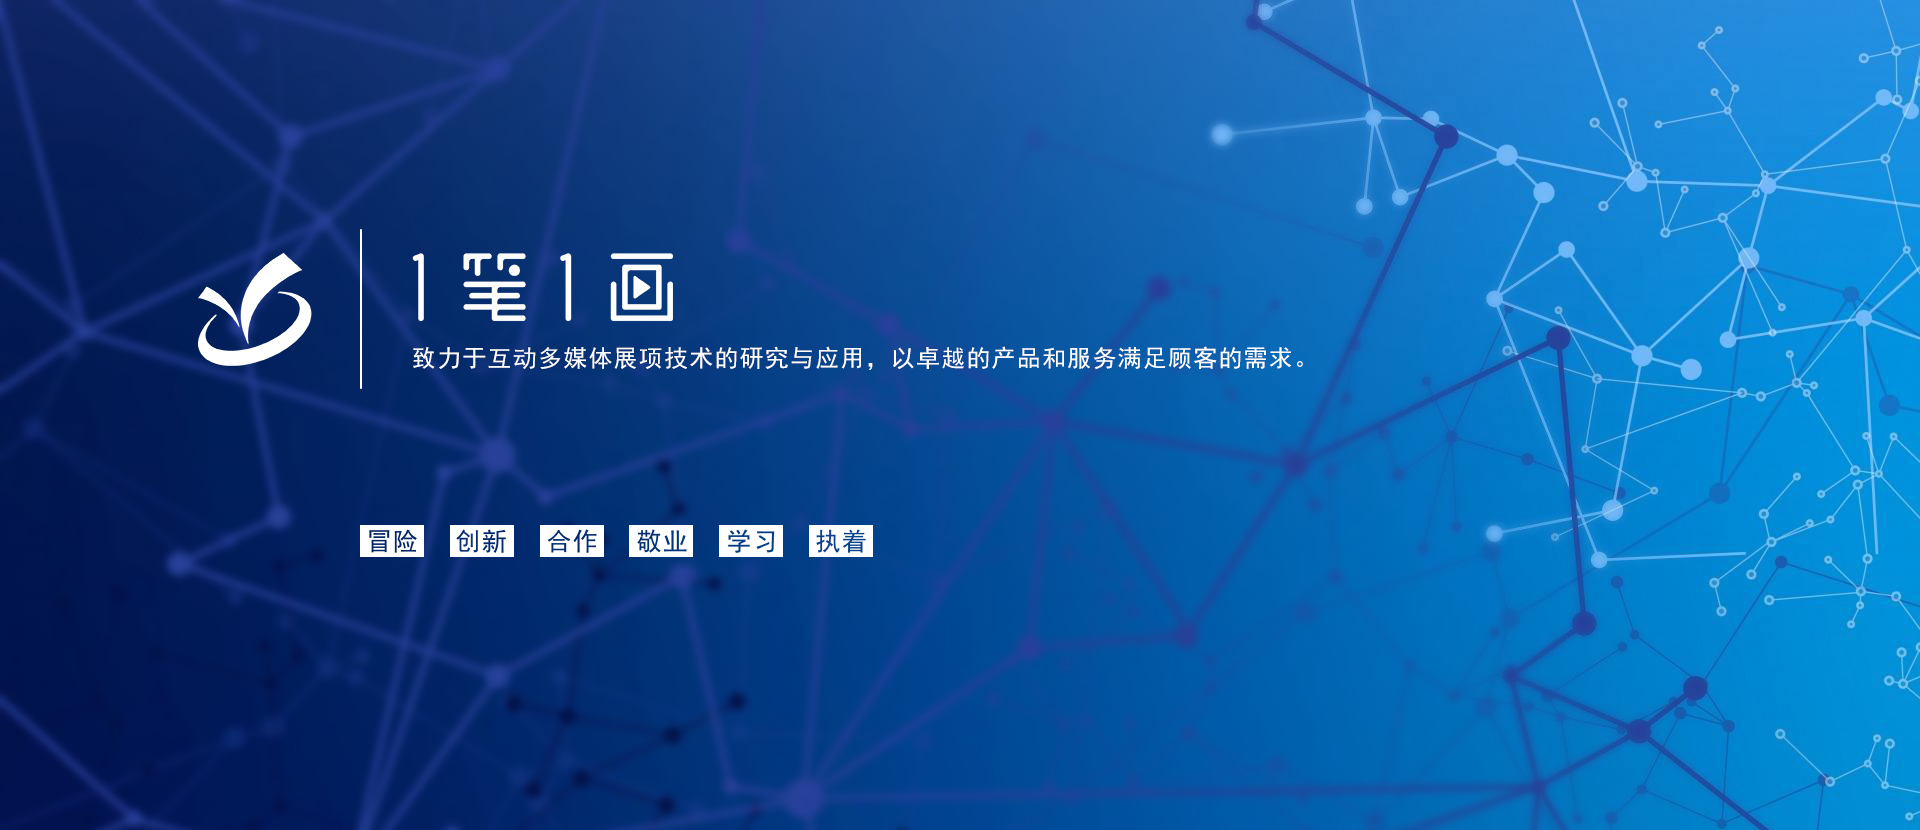 1笔1画
致力于互动多媒体展项技术的研究与应用，以卓越的产品和服务满足顾客的需求。
冒险 创新 合作 敬业 学习 执着